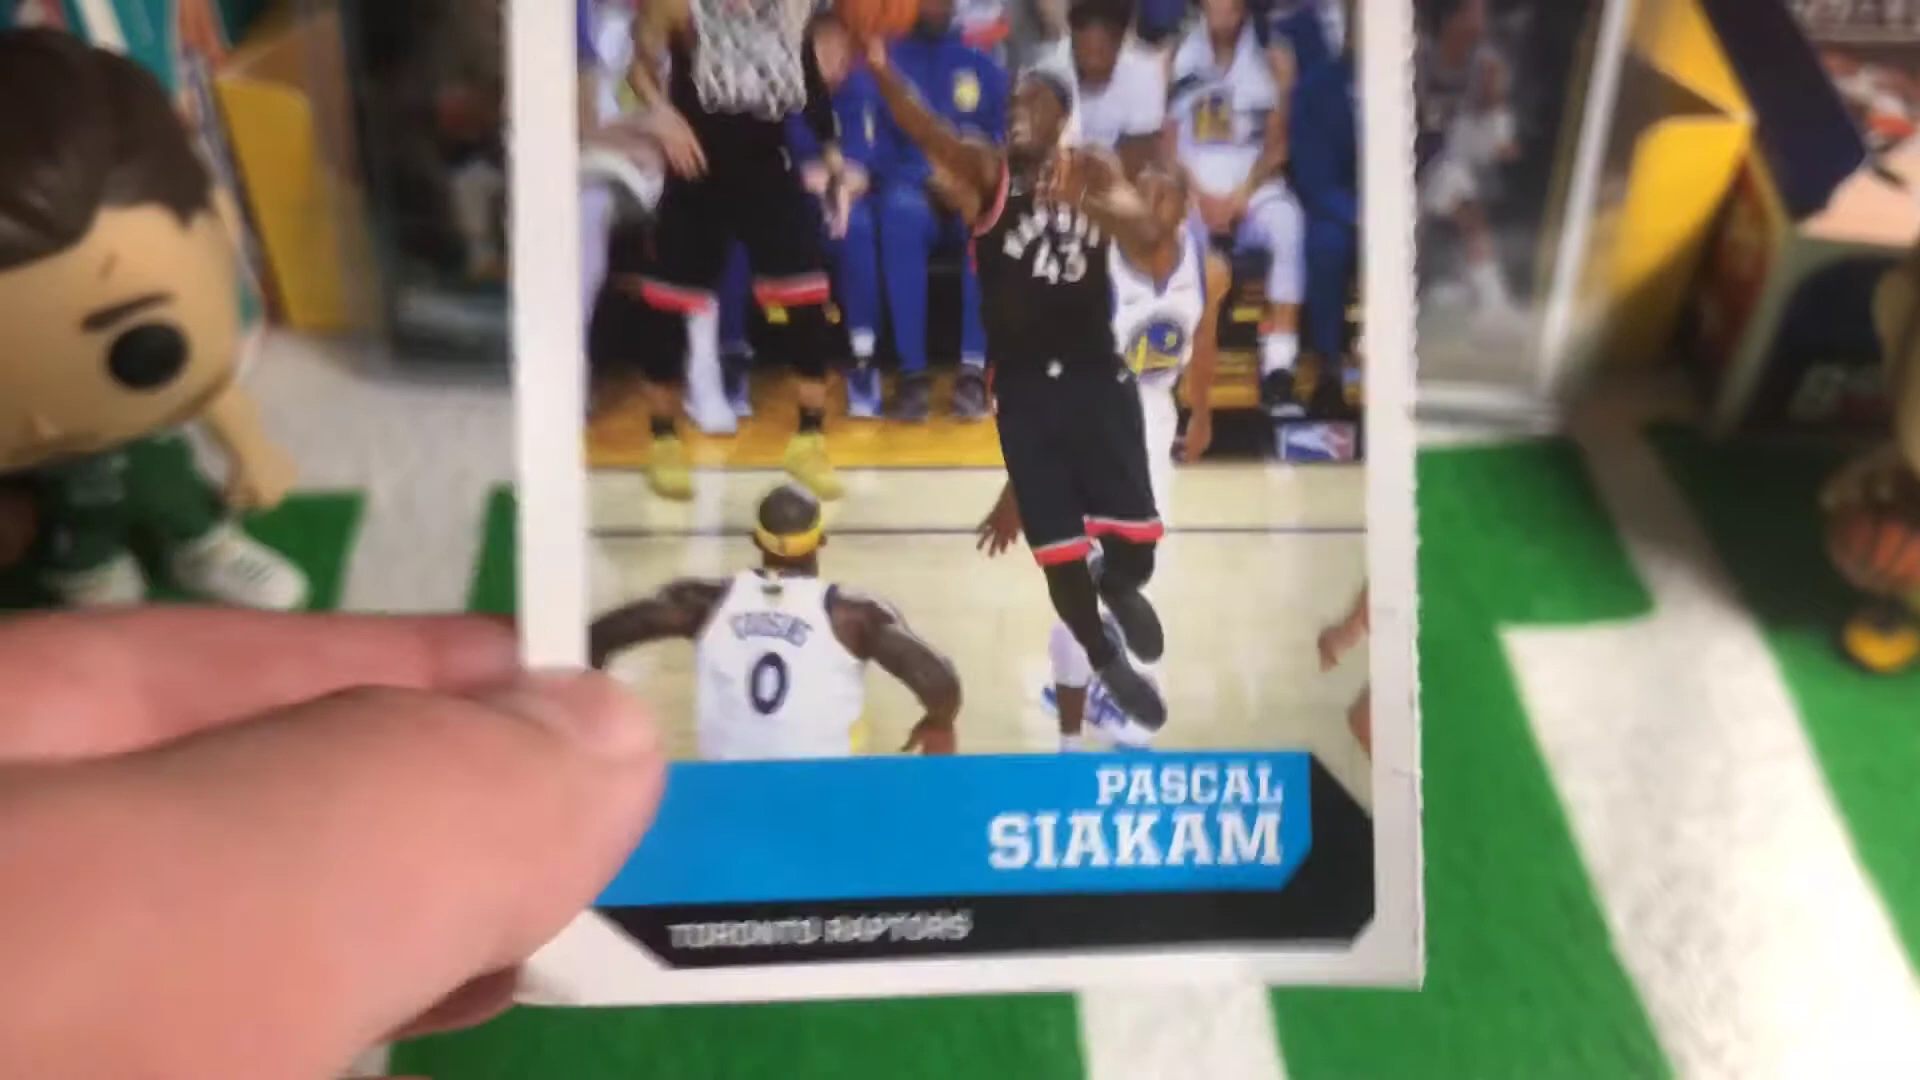 43
COUSINS
0
PASCAL
SIAKAM
TORONTO RAPTORS